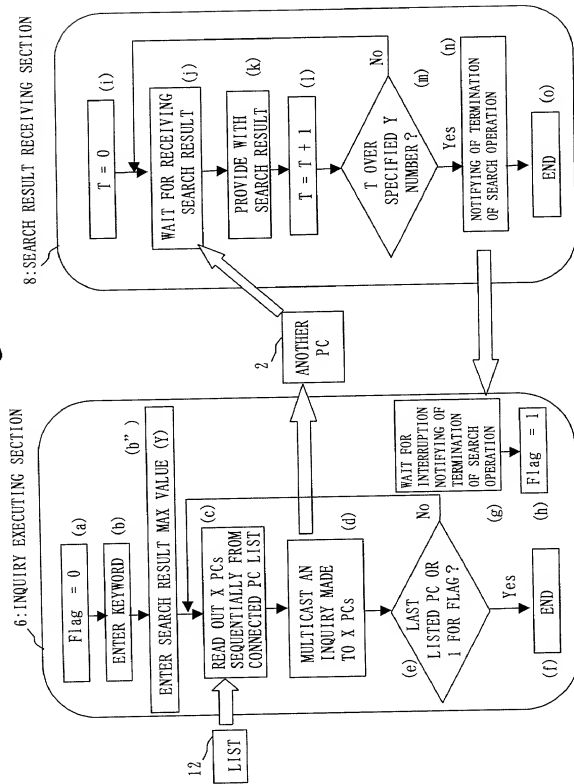 6:INQUIRY EXECUTING SECTION
Flag = 0
(a)
ENTER KEYWORD
(b)
ENTER SEARCH RESULT MAX VALUE (Y)
(b")
12
LIST
READ OUT X PCs
SEQUENTIALLY FROM
CONNECTED PC LIST
(c)
MULTICAST AN
INQUIRY MADE
TO X PCs
(d)
(e)
LAST
LISTED PC OR
1 FOR FLAG?
No
Yes
(f)
END
WAIT FOR
INTERRUPTION
NOTIFYING OF
TERMINATION
OF SEARCH
OPERATION
(g)
Flag = 1
(h)
2
ANOTHER
PC
8:SEARCH RESULT RECEIVING SECTION
T = 0
(i)
WAIT FOR RECEIVING
SEARCH RESULT
(j)
PROVIDE WITH
SEARCH RESULT
(k)
T = T + 1
(l)
T OVER
SPECIFIED Y
NUMBER?
No
(m)
Yes
NOTIFYING OF TERMINATION
OF SEARCH OPERATION
(n)
END
(o)